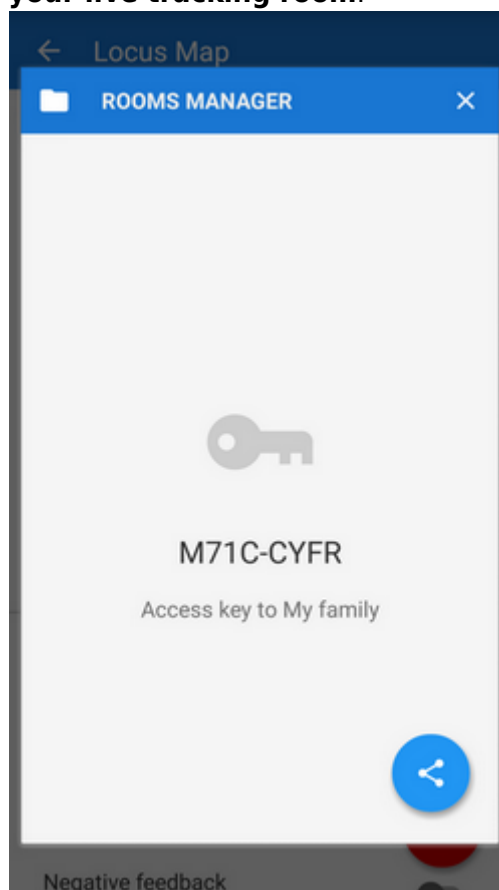 your live tracking room.
Locus Map
ROOMS MANAGER
M71C-CYFR
Access key to My family
Negative feedback